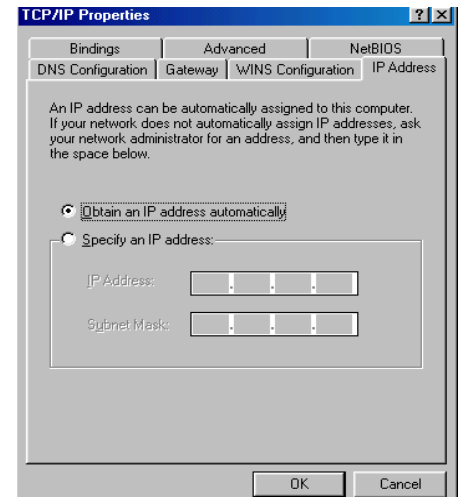 TCP/IP Properties
Bindings Advanced NetBIOS
DNS Configuration Gateway WINS Configuration IP Address
An IP address can be automatically assigned to this computer.
If your network does not automatically assign IP addresses, ask
your network administrator for an address, and then type it in
the space below.
Obtain an IP address automatically
Specify an IP address:
IP Address:
Subnet Mask:
OK Cancel